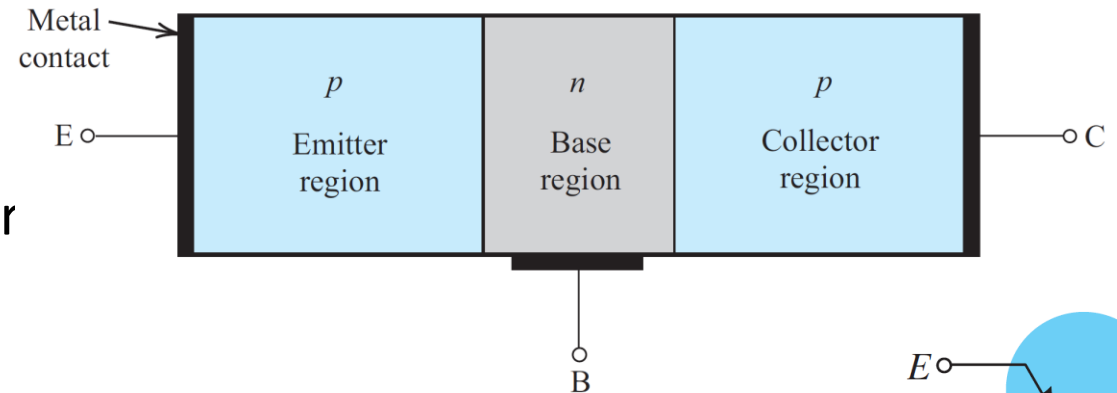 Metal
contact
p
n
p
E
Emitter
region
Base
region
Collector
region
C
r
B
E